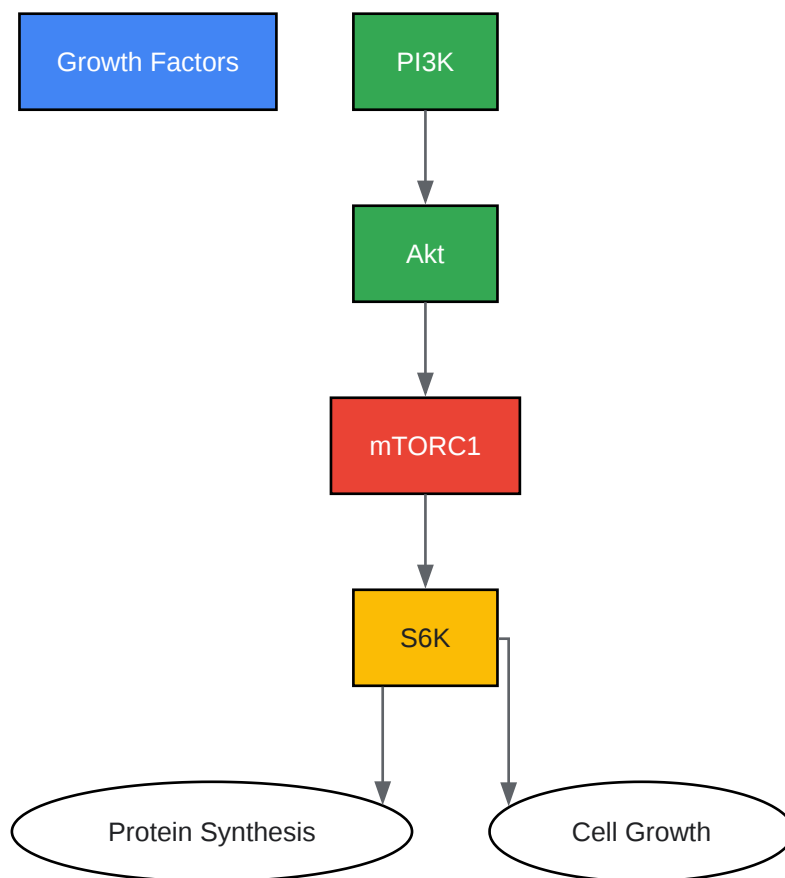 Growth Factors
PI3K
Akt
mTORC1
S6K
Protein Synthesis
Cell Growth